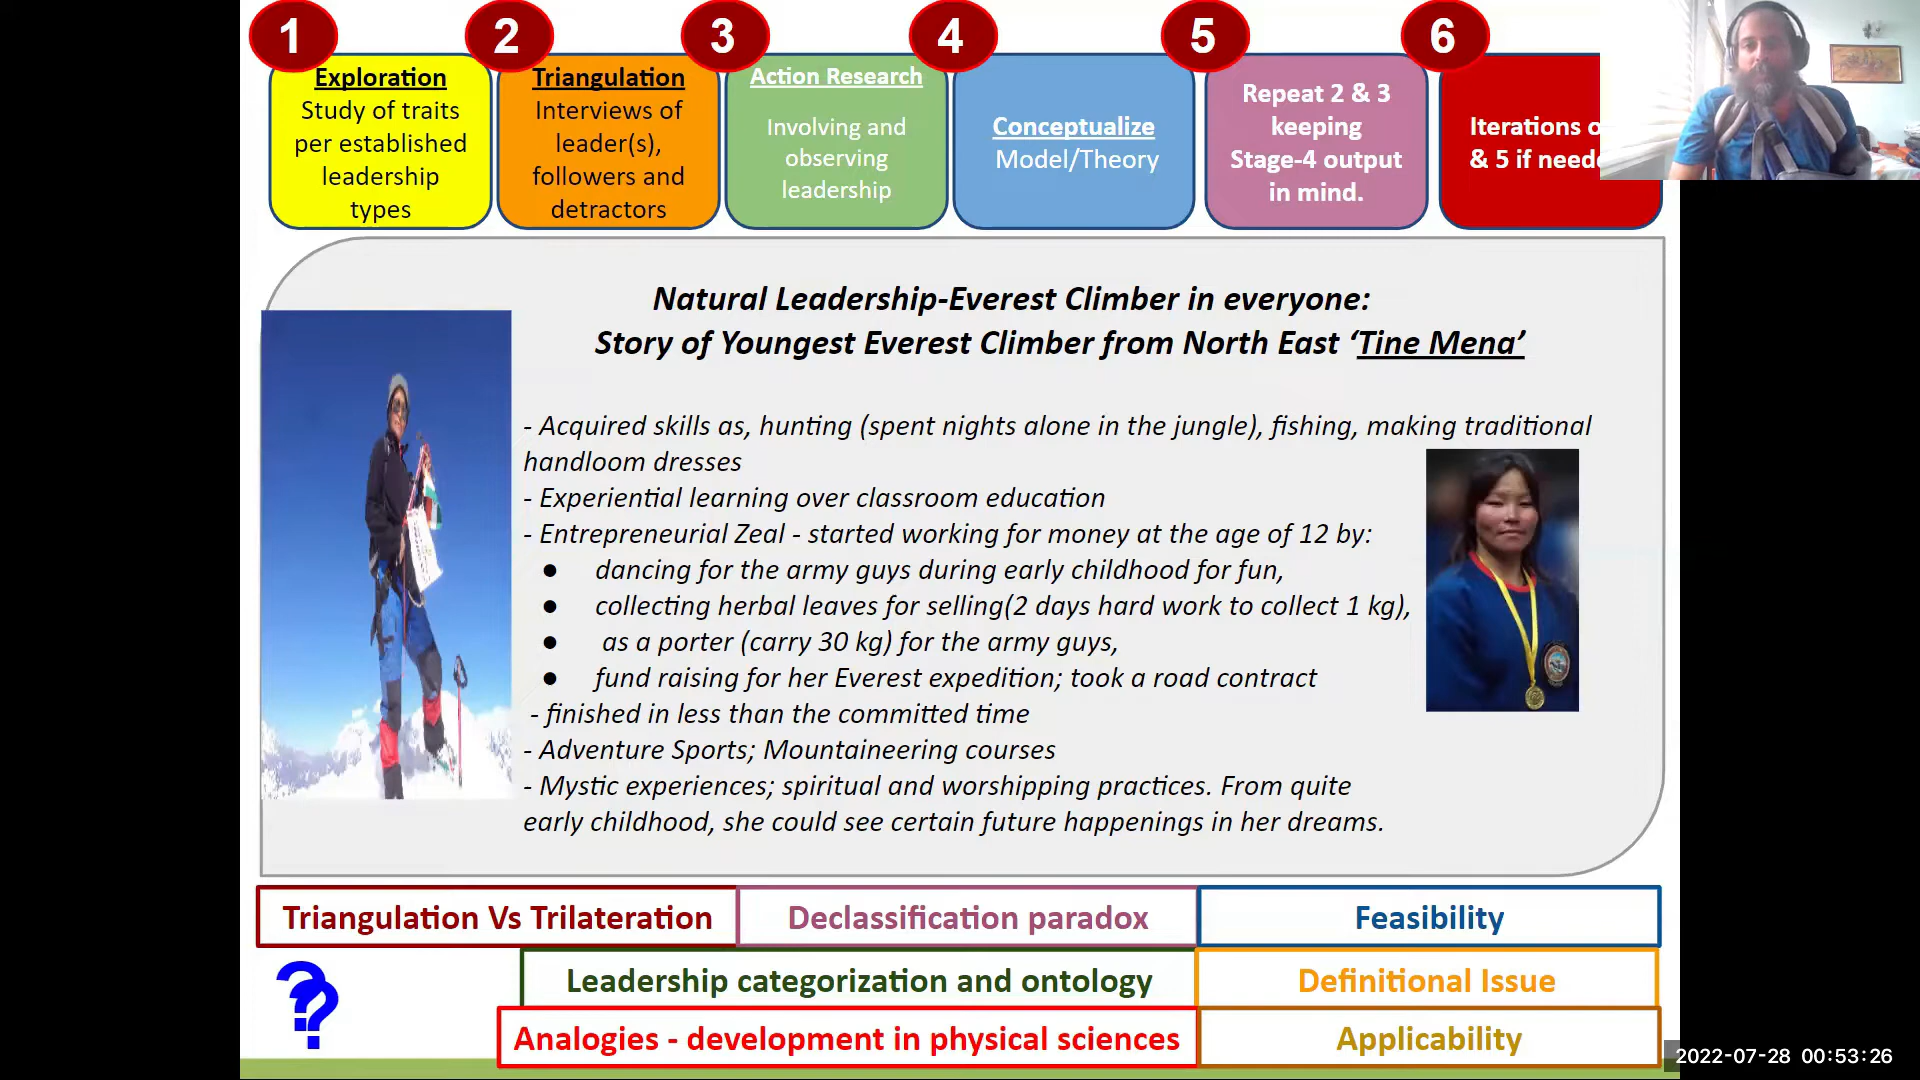 1
Exploration
Study of traits
per established
leadership
types
2
Triangulation
Interviews of
leader(s),
followers and
detractors
3
Action Research
Involving and
observing
leadership
4
Conceptualize
Model/Theory
5
Repeat 2 & 3
keeping
Stage-4 output
in mind.
6
Iterations
& 5 if
Natural Leadership-Everest Climber in everyone:
Story of Youngest Everest Climber from North East ‘Tine Mena’
- Acquired skills as, hunting (spent nights alone in the jungle), fishing, making traditional
handloom dresses
- Experiential learning over classroom education
- Entrepreneurial Zeal - started working for money at the age of 12 by:
● dancing for the army guys during early childhood for fun,
● collecting herbal leaves for selling(2 days hard work to collect 1 kg),
● as a porter (carry 30 kg) for the army guys,
● fund raising for her Everest expedition; took a road contract
- finished in less than the committed time
- Adventure Sports; Mountaineering courses
- Mystic experiences; spiritual and worshipping practices. From quite
early childhood, she could see certain future happenings in her dreams.
Triangulation Vs Trilateration
Declassification paradox
Feasibility
??
Leadership categorization and ontology
Definitional Issue
Analogies - development in physical sciences
Applicability
2022-07-28 00:53:26